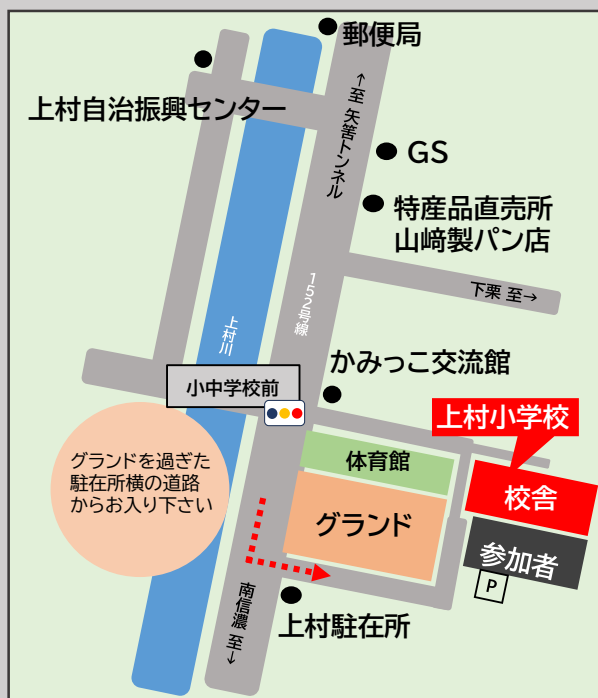 郵便局
上村自治振興センター
↑至 矢筈トンネル
GS
特産品直売所
山﨑製パン店
下栗 至→
152号線
上村川
かみっこ交流館
小中学校前
上村小学校
体育館
校舎
グランドを過ぎた
駐在所横の道路
からお入り下さい
グランド
参加者
P
上村駐在所
南信濃 至↓